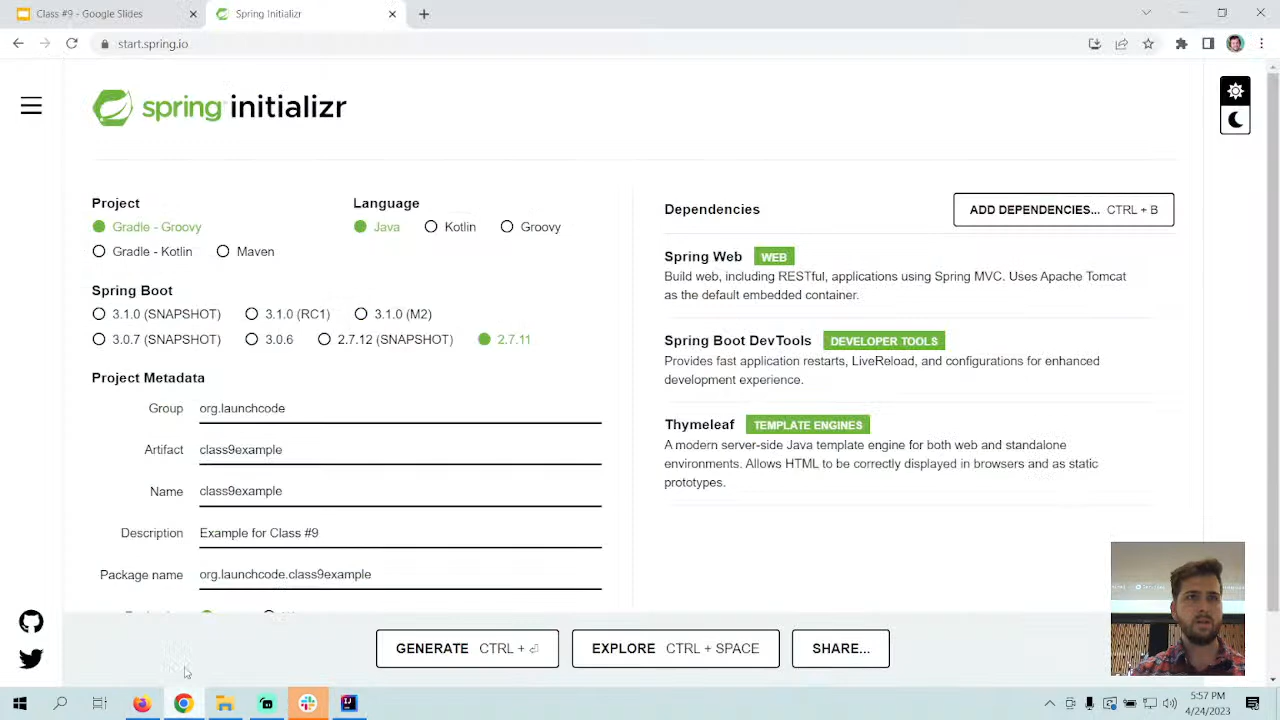 Class #9 - Google Slides
Spring Initializr
start.spring.io
spring initializr
Project
Language
Gradle - Groovy
Java
Kotlin
Groovy
Gradle - Kotlin
Maven
Spring Boot
3.1.0 (SNAPSHOT)
3.1.0 (RC1)
3.1.0 (M2)
3.0.7 (SNAPSHOT)
3.0.6
2.7.12 (SNAPSHOT)
2.7.11
Project Metadata
Group
org.launchcode
Artifact
class9example
Name
class9example
Description
Example for Class #9
Package name
org.launchcode.class9example
Dependencies
ADD DEPENDENCIES... CTRL + B
Spring Web WEB
Build web, including RESTful, applications using Spring MVC. Uses Apache Tomcat
as the default embedded container.
Spring Boot DevTools DEVELOPER TOOLS
Provides fast application restarts, LiveReload, and configurations for enhanced
development experience.
Thymeleaf TEMPLATE ENGINES
A modern server-side Java template engine for both web and standalone
environments. Allows HTML to be correctly displayed in browsers and as static
prototypes.
GENERATE CTRL + ⏎
EXPLORE CTRL + SPACE
SHARE...
5:57 PM
4/24/2023